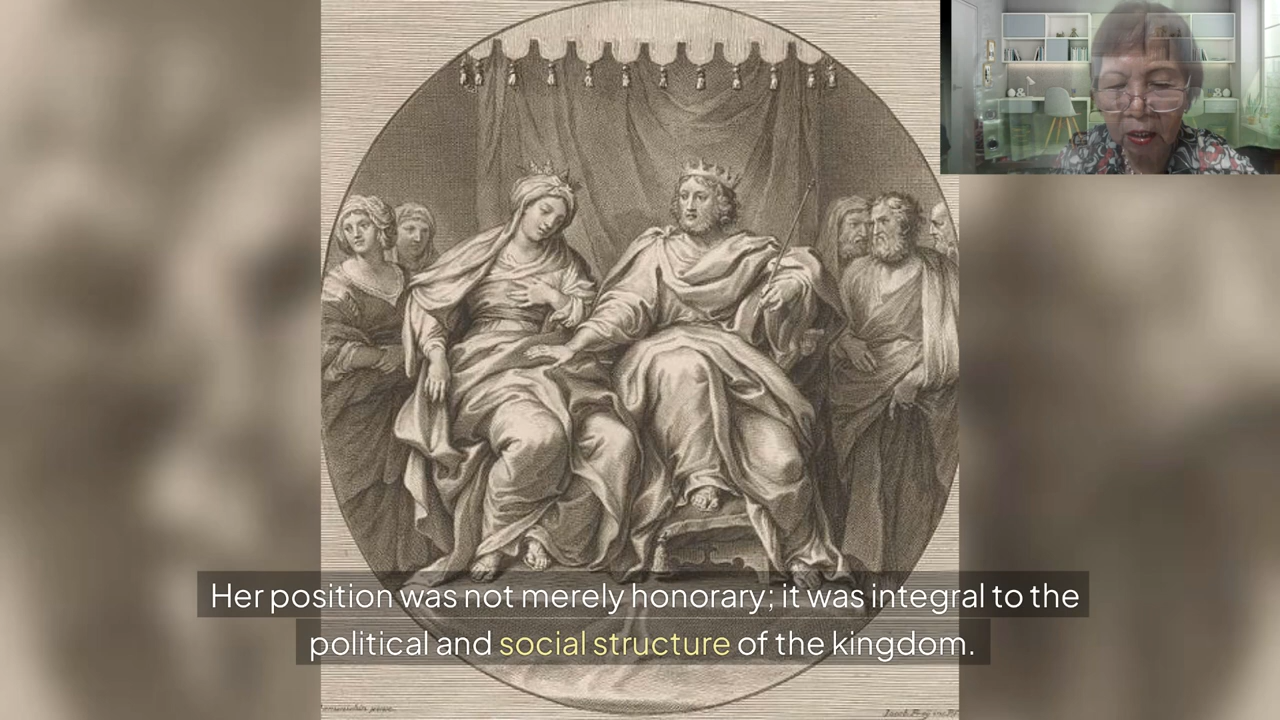 Her position was not merely honorary; it was integral to the
political and social structure of the kingdom.